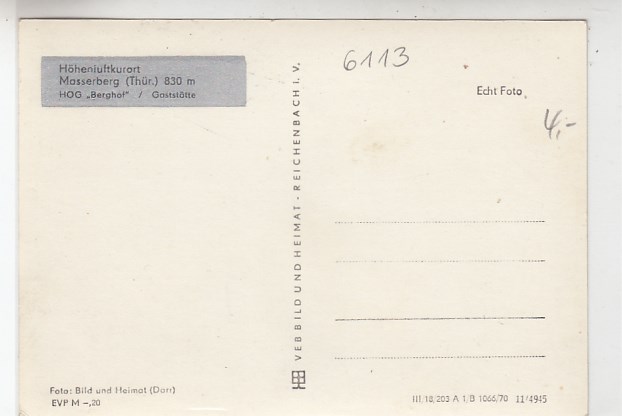 Höhenluftkurort
Masserberg (Thür.) 830 m
HOG „Berghof" / Gaststätte
6113
Echt Foto
4,-
VEB BILD UND HEIMAT - REICHENBACH I. V.
Foto: Bild und Heimat (Darr)
EVP M -,20
III/18/203 A 1/B 1066/70 11/4945